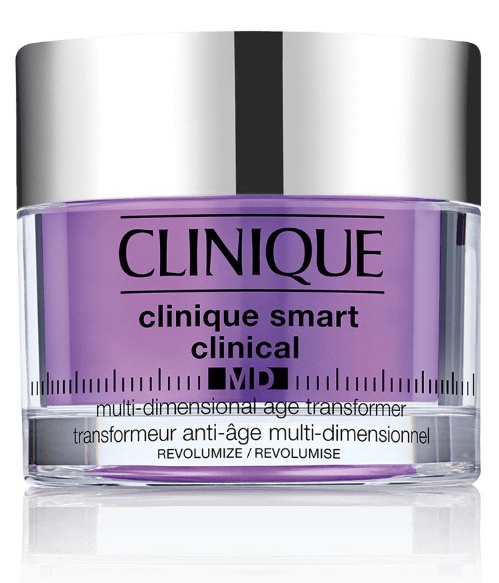 CLINIQUE
clinique smart
clinical
MD
multi-dimensional age transformer
transformeur anti-âge multi-dimensionnel
REVOLUMIZE / REVOLUMISE